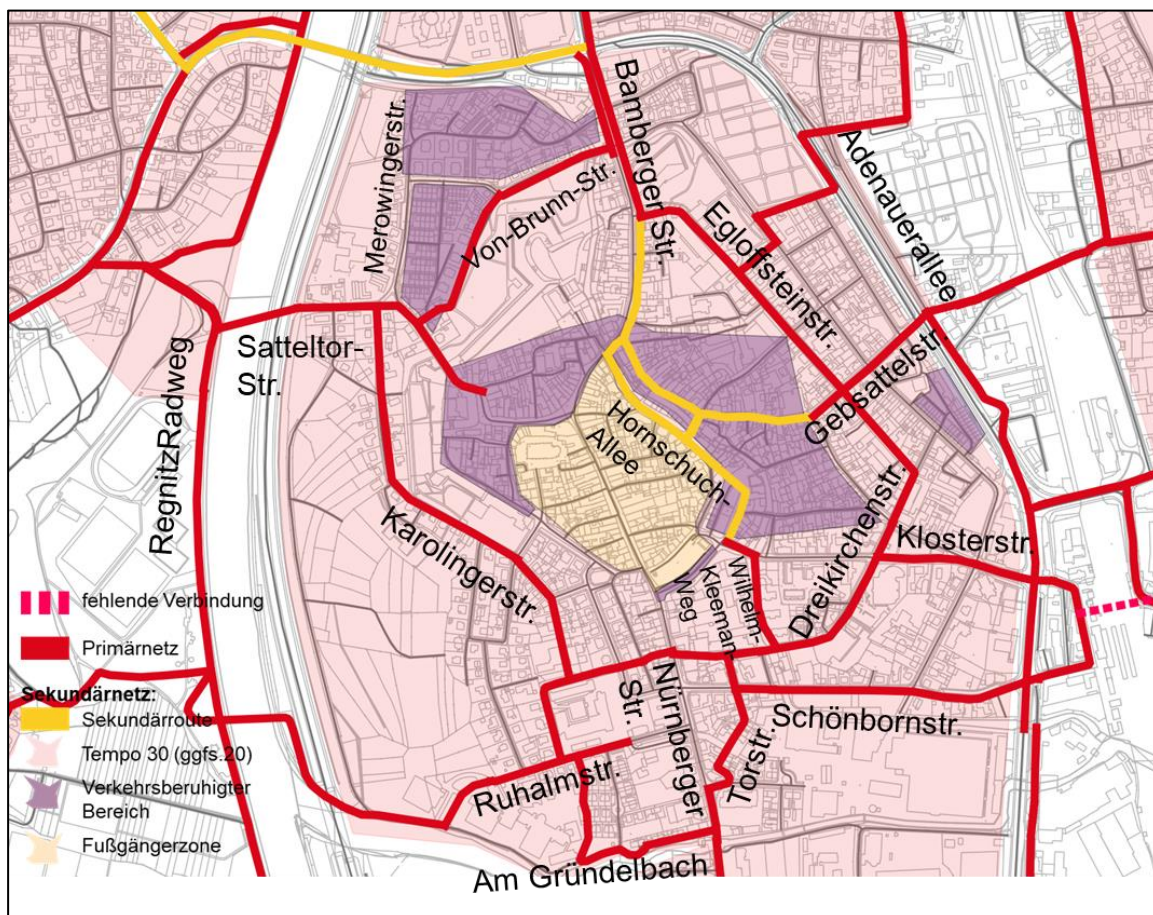 Bamberger Str.
Merowingerstr.
Von-Brunn-Str.
Egloffsteinstr.
Adenauerallee
RegnitzRadweg
Satteltor-
Str.
Gebsattelstr.
Hornschuch-
Allee
Karolingerstr.
Dreikirchenstr.
Klosterstr.
Wilhelm-
Kleeman-
Weg
Nürnberger
Str.
Schönbornstr.
Torstr.
Ruhalmstr.
Am Gründelbach
fehlende Verbindung
Primärnetz
Sekundärnetz:
Sekundärroute
Tempo 30 (ggfs.20)
Verkehrsberuhigter
Bereich
Fußgängerzone